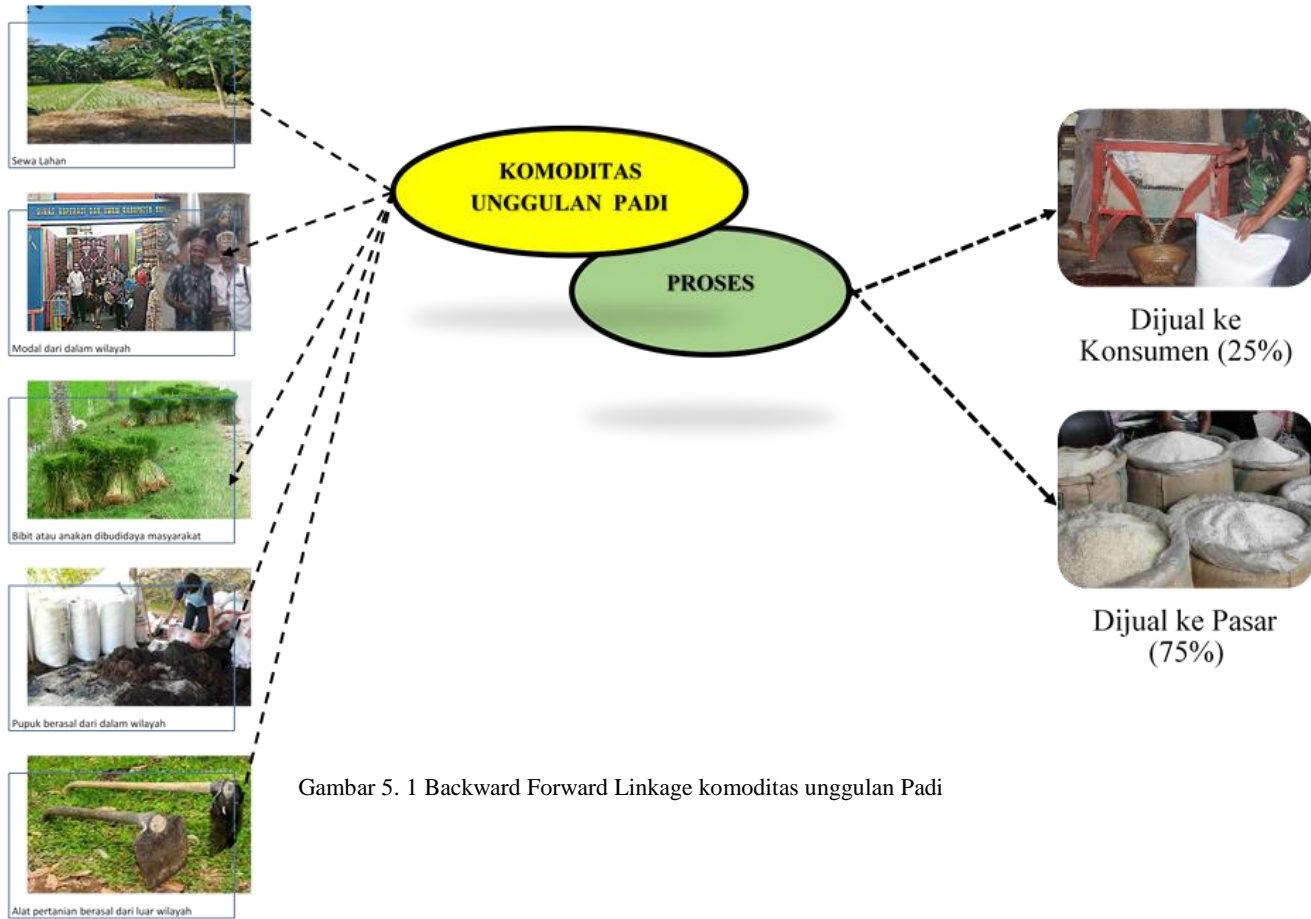 Sewa Lahan
Modal dari dalam wilayah
Bibit atau anakan dibudidaya masyarakat
Pupuk berasal dari dalam wilayah
Alat pertanian berasal dari luar wilayah
KOMODITAS
UNGGULAN PADI
PROSES
Dijual ke
Konsumen (25%)
Dijual ke Pasar
(75%)
Gambar 5. 1 Backward Forward Linkage komoditas unggulan Padi